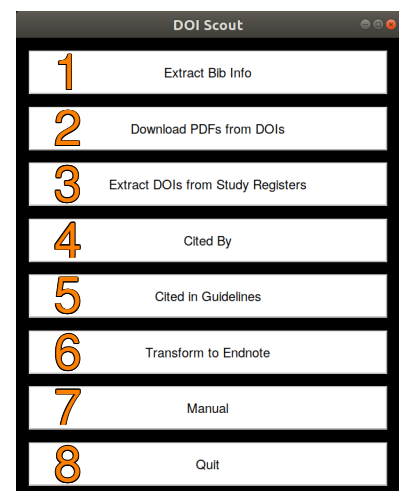 DOI Scout
1 Extract Bib Info
2 Download PDFs from DOIs
3 Extract DOIs from Study Registers
4 Cited By
5 Cited in Guidelines
6 Transform to Endnote
7 Manual
8 Quit